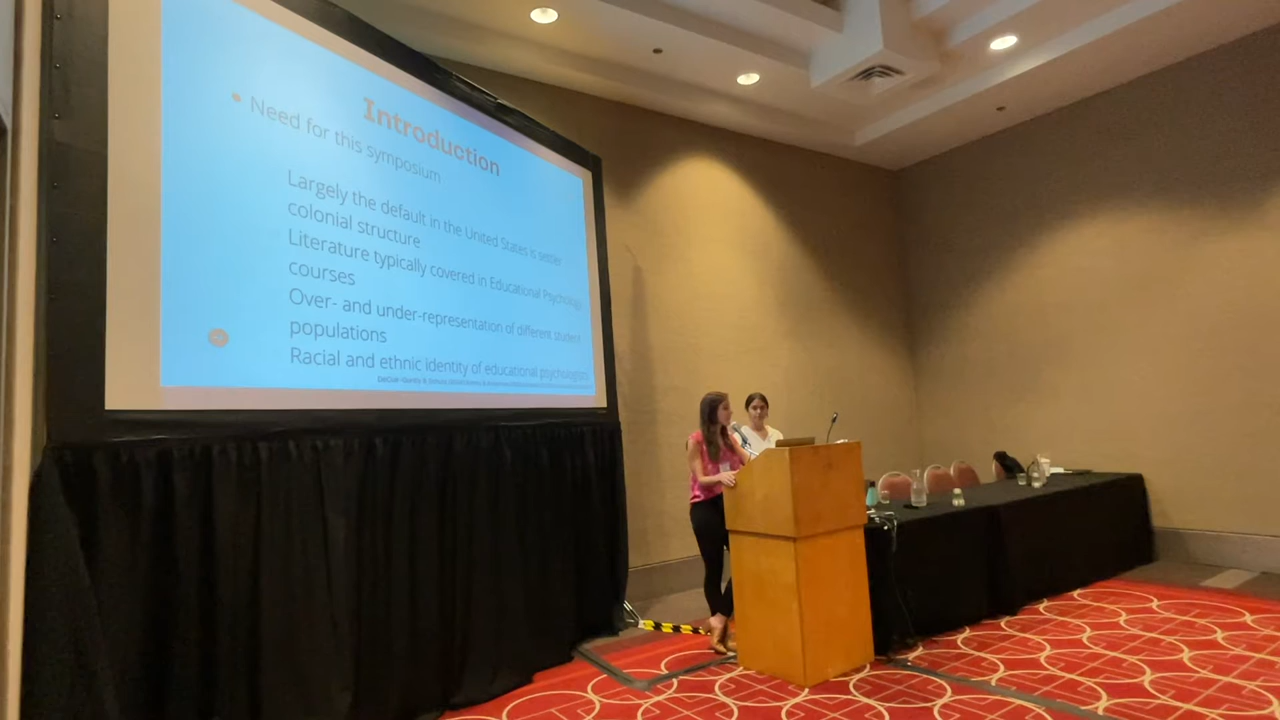 Introduction
Need for this symposium
Largely the default in the United States is settler
colonial structure
Literature typically covered in Educational Psychology
courses
Over- and under-representation of different student
populations
Racial and ethnic identity of educational psychologists